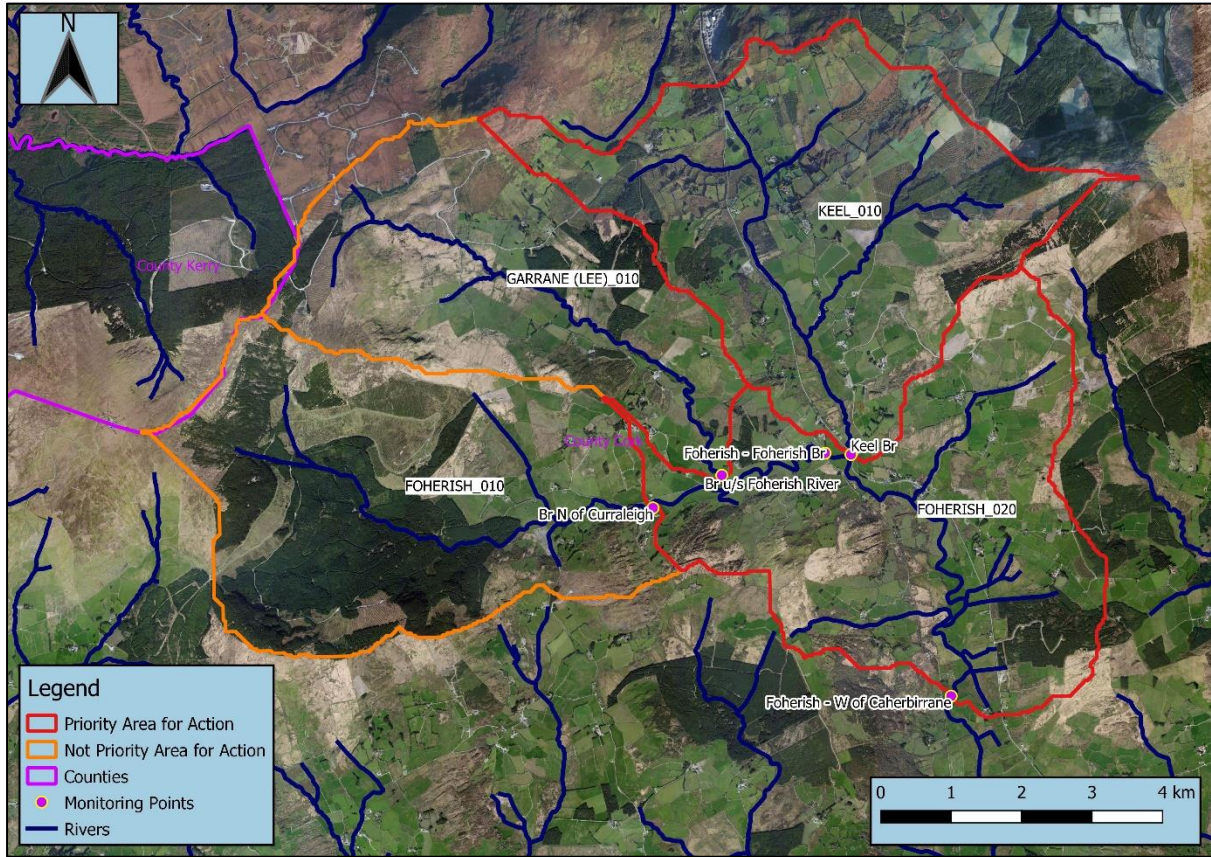 N
KEEL_010
County Kerry
GARRANE (LEE)_010
County Cork
Foherish - Foherish Br
Keel Br
Br u/s Foherish River
FOHERISH_010
Br N of Curraleigh
FOHERISH_020
Foherish - W of Caherbirrane
Legend
Priority Area for Action
Not Priority Area for Action
Counties
Monitoring Points
Rivers
0 1 2 3 4 km